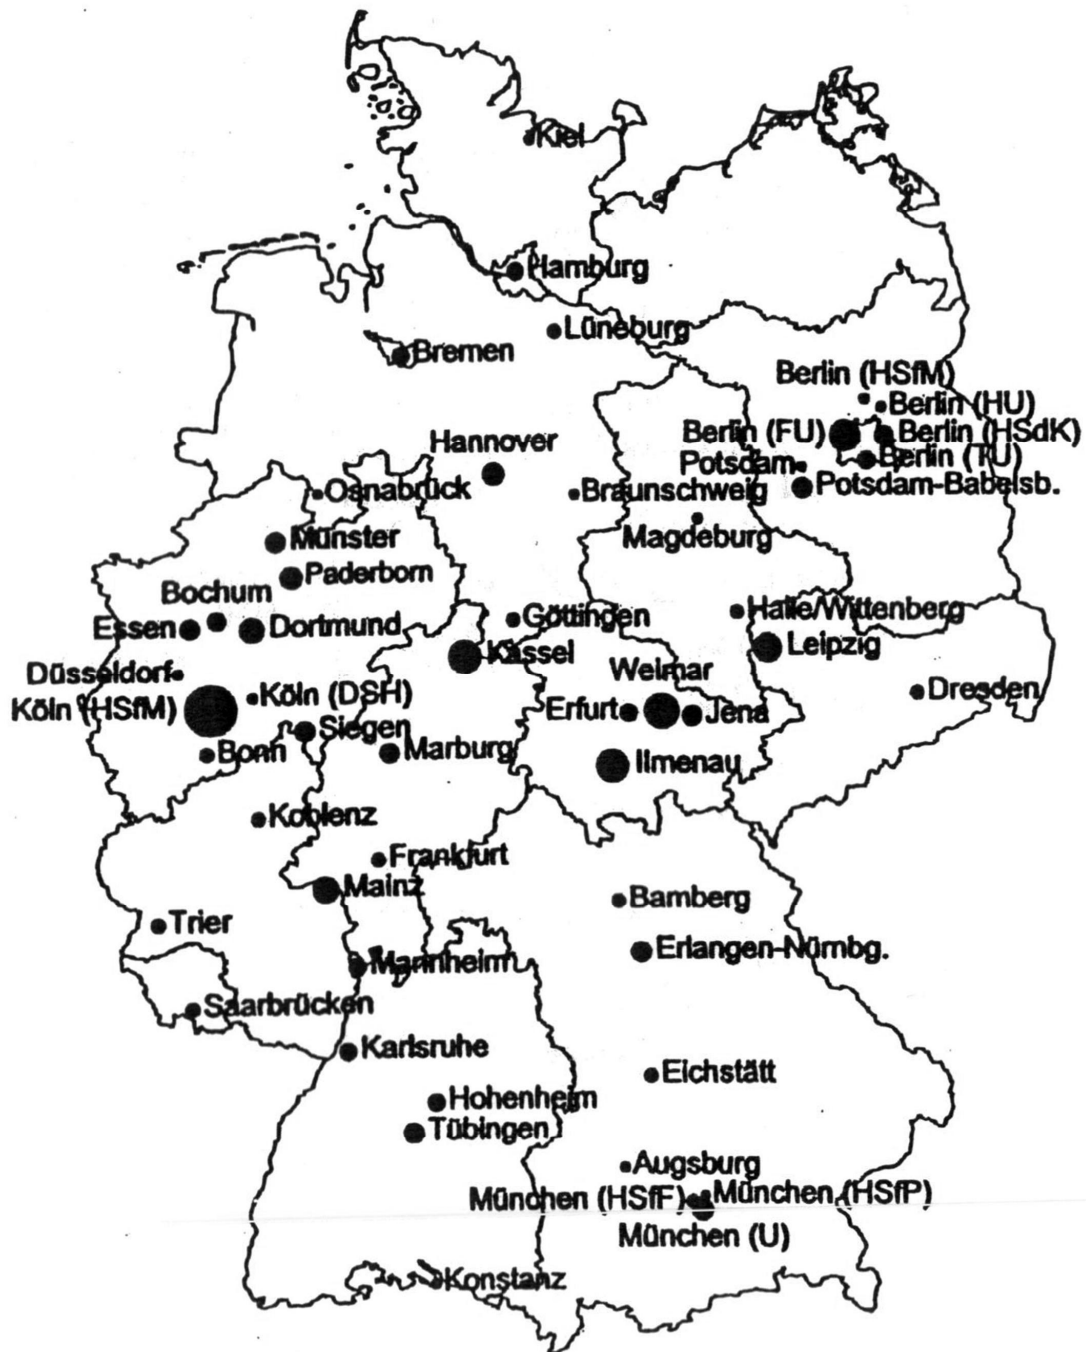 Kiel
Hamburg
Lüneburg
Bremen
Berlin (HSfM)
Berlin (HU)
Hannover
Berlin (FU)
Berlin (HSdK)
Berlin (TU)
Potsdam
Osnabrück
Braunschweig
Potsdam-Babelsb.
Magdeburg
Münster
Paderborn
Bochum
Halle/Wittenberg
Göttingen
Essen
Dortmund
Leipzig
Kassel
Weimar
Düsseldorf
Köln (DSH)
Dresden
Köln (HSfM)
Erfurt
Jena
Siegen
Bonn
Marburg
Ilmenau
Koblenz
Frankfurt
Mainz
Bamberg
Trier
Erlangen-Nürnbg.
Mannheim
Saarbrücken
Karlsruhe
Eichstätt
Hohenheim
Tübingen
Augsburg
München (HSfF)
München (HSfP)
München (U)
Konstanz